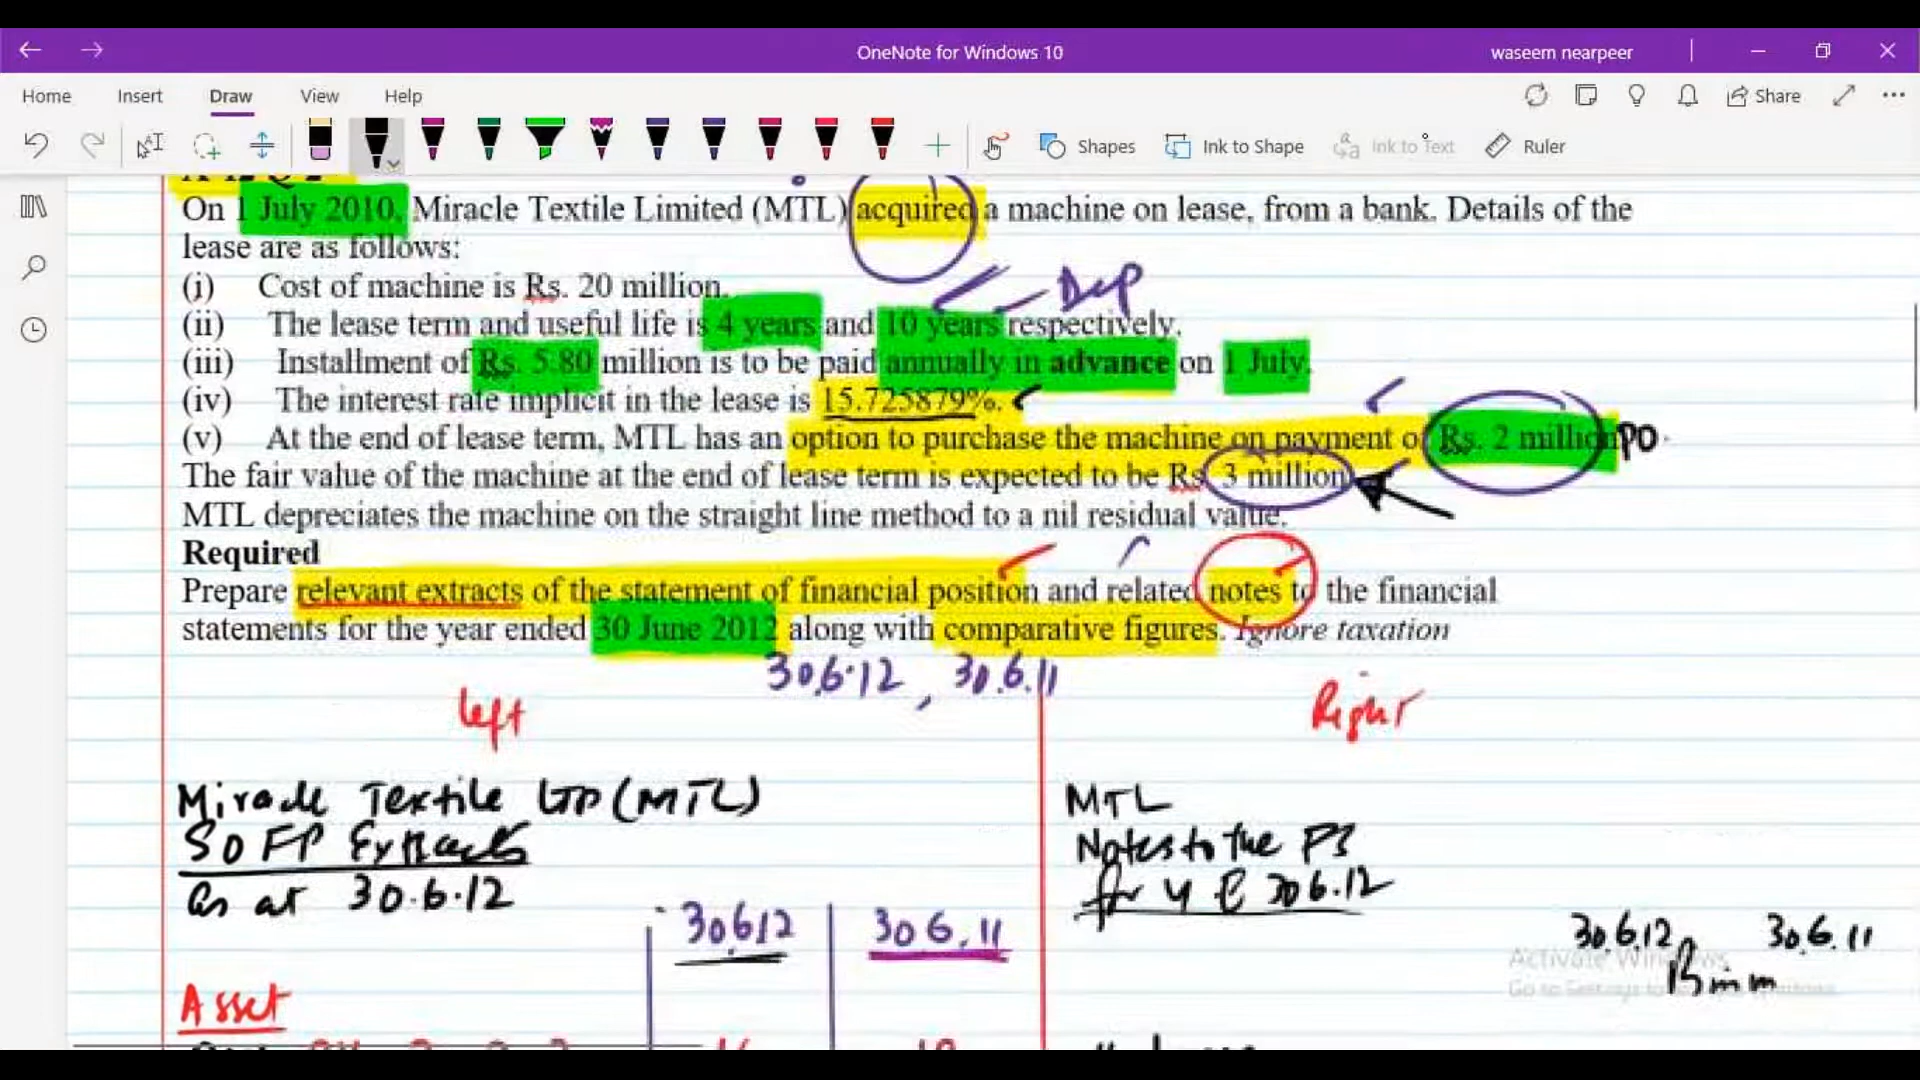 OneNote for Windows 10
waseem nearpeer
Home Insert Draw View Help
Share
Shapes Ink to Shape Ink to Text Ruler
On 1 July 2010, Miracle Textile Limited (MTL) acquired a machine on lease, from a bank. Details of the
lease are as follows:
Dep
(i) Cost of machine is Rs. 20 million.
(ii) The lease term and useful life is 4 years and 10 years respectively.
(iii) Installment of Rs. 5.80 million is to be paid annually in advance on 1 July.
(iv) The interest rate implicit in the lease is 15.725879%.
(v) At the end of lease term, MTL has an option to purchase the machine on payment of Rs. 2 million PO
The fair value of the machine at the end of lease term is expected to be Rs 3 million
MTL depreciates the machine on the straight line method to a nil residual value.
Required
Prepare relevant extracts of the statement of financial position and related notes to the financial
statements for the year ended 30 June 2012 along with comparative figures. Ignore taxation
30.6.12, 30.6.11
left
Right
Miracle Textile LTD (MTL)
SOFP Extracts
As at 30.6.12
30.6.12 30.6.11
Asset
MTL
Notes to the FS
for Y E 30.6.12
30.6.12 30.6.11
Activate Windows